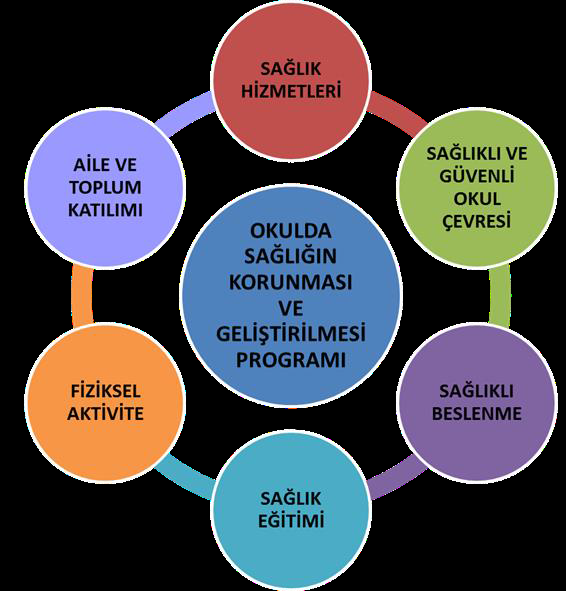 SAĞLIK
HİZMETLERİ
SAĞLIKLI VE
GÜVENLİ
OKUL
ÇEVRESİ
SAĞLIKLI
BESLENME
SAĞLIK
EĞİTİMİ
FİZİKSEL
AKTİVİTE
AİLE VE
TOPLUM
KATILIMI
OKULDA
SAĞLIĞIN
KORUNMASI
VE
GELİŞTİRİLMESİ
PROGRAMI